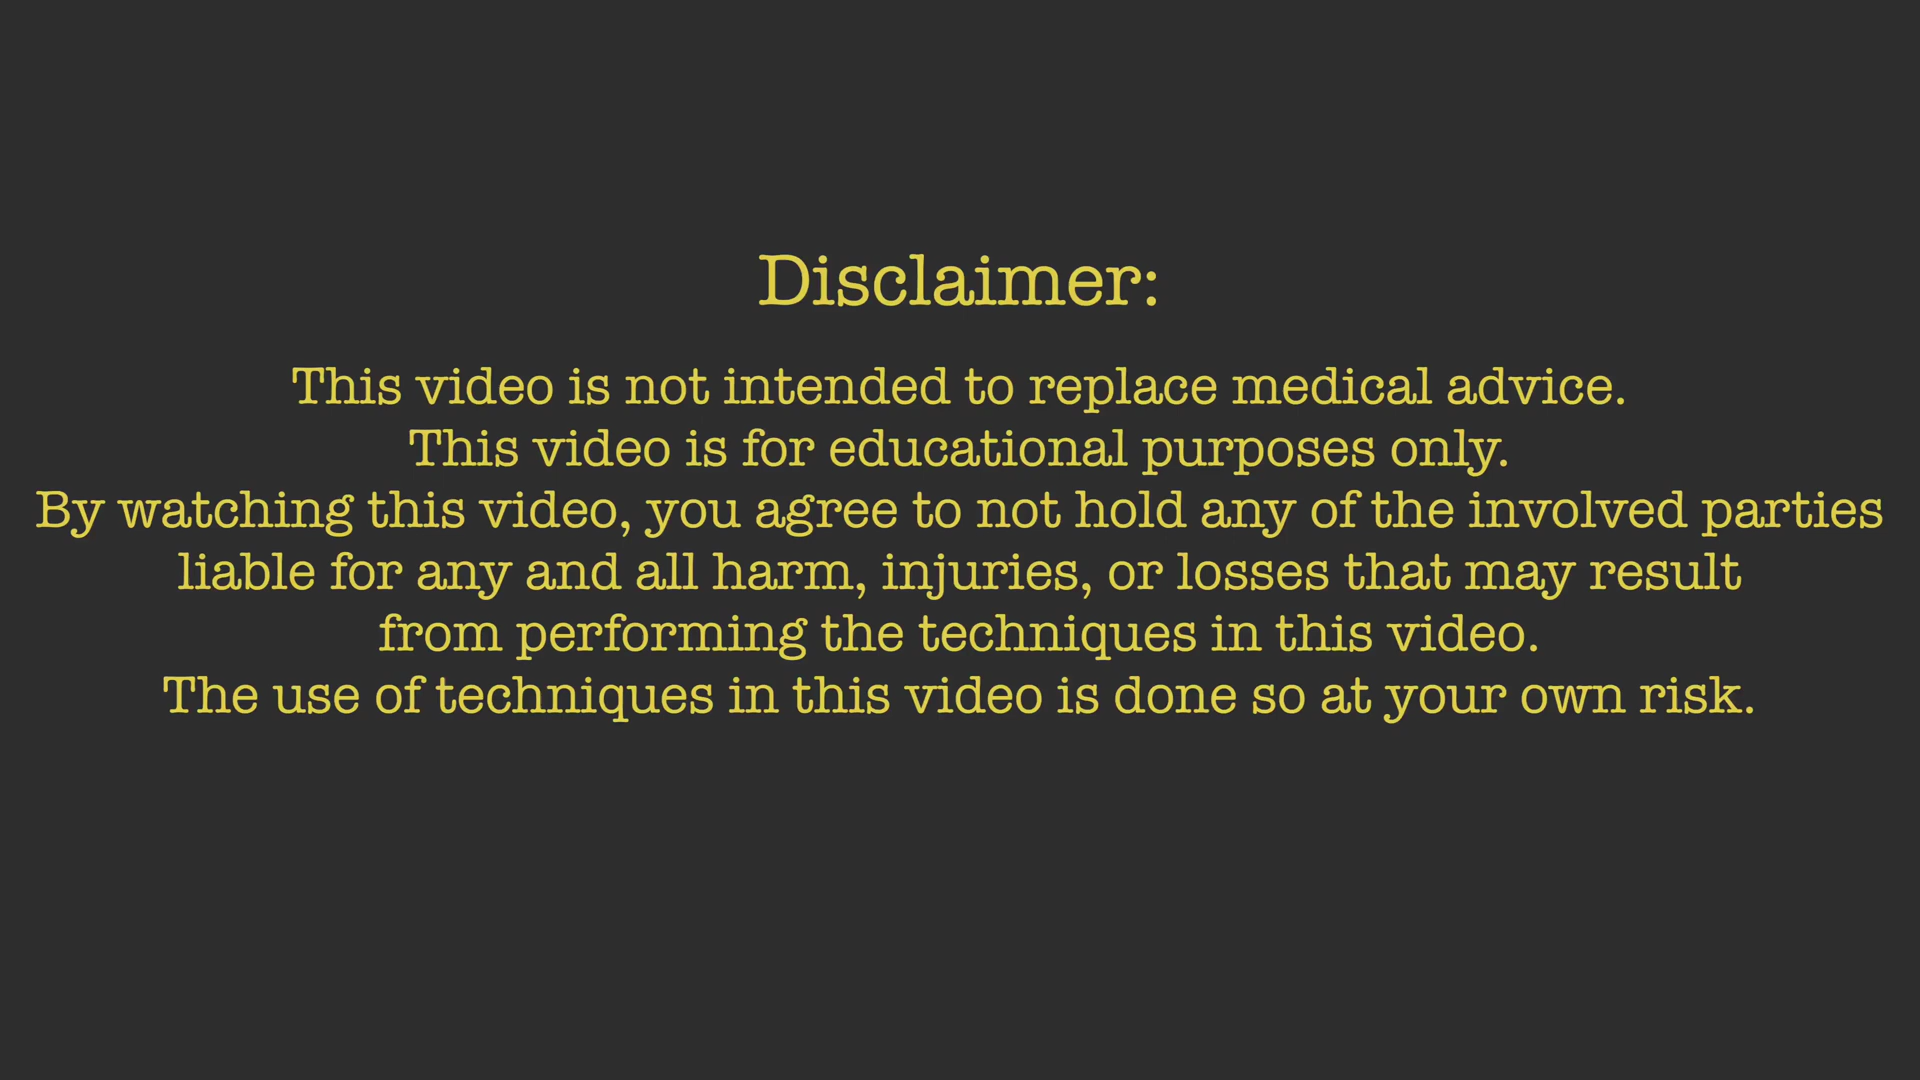 Disclaimer:
This video is not intended to replace medical advice.
This video is for educational purposes only.
By watching this video, you agree to not hold any of the involved parties
liable for any and all harm, injuries, or losses that may result
from performing the techniques in this video.
The use of techniques in this video is done so at your own risk.